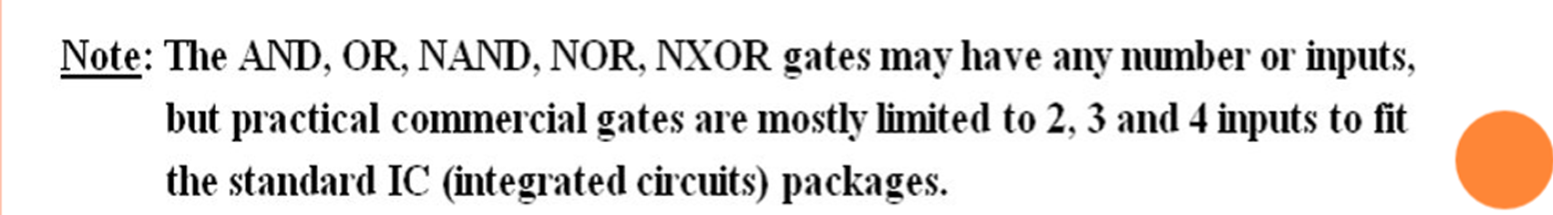 Note: The AND, OR, NAND, NOR, NXOR gates may have any number or inputs,
but practical commercial gates are mostly limited to 2, 3 and 4 inputs to fit
the standard IC (integrated circuits) packages.